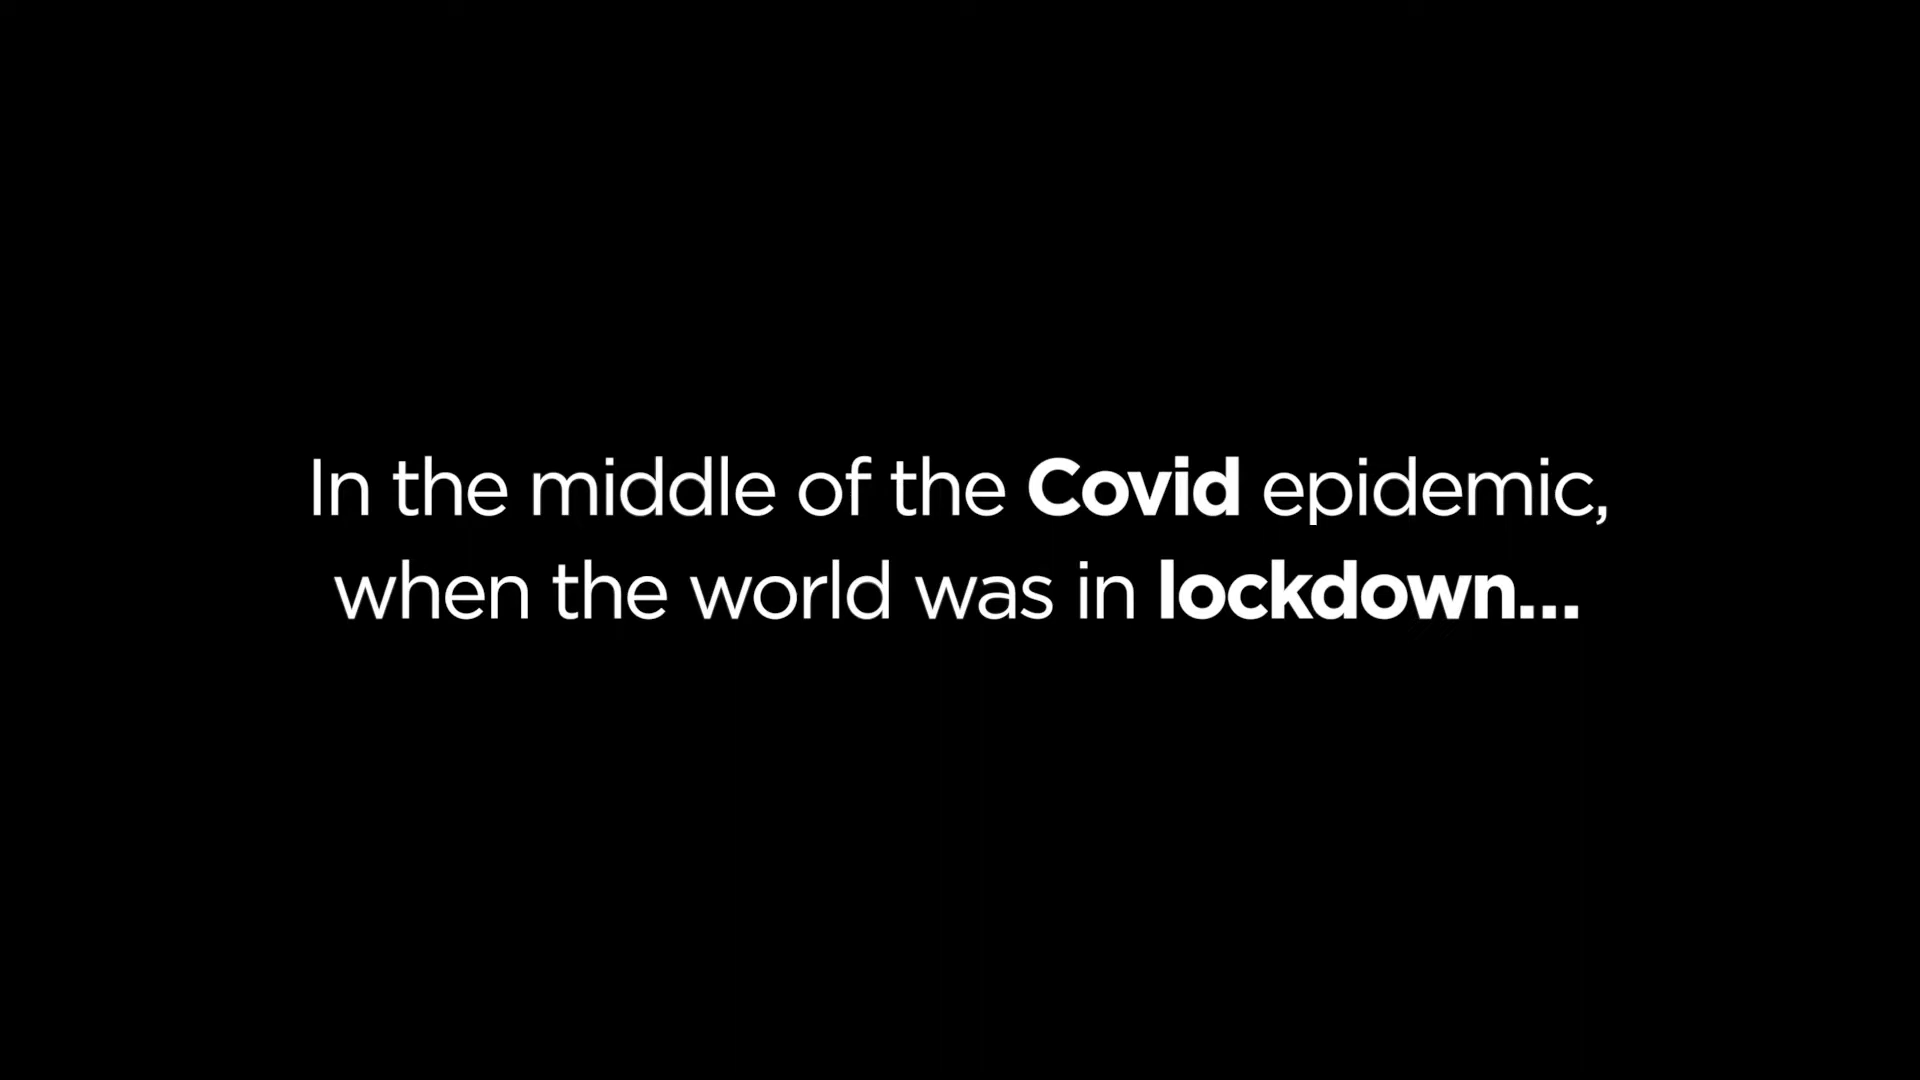 In the middle of the Covid epidemic,
when the world was in lockdown...